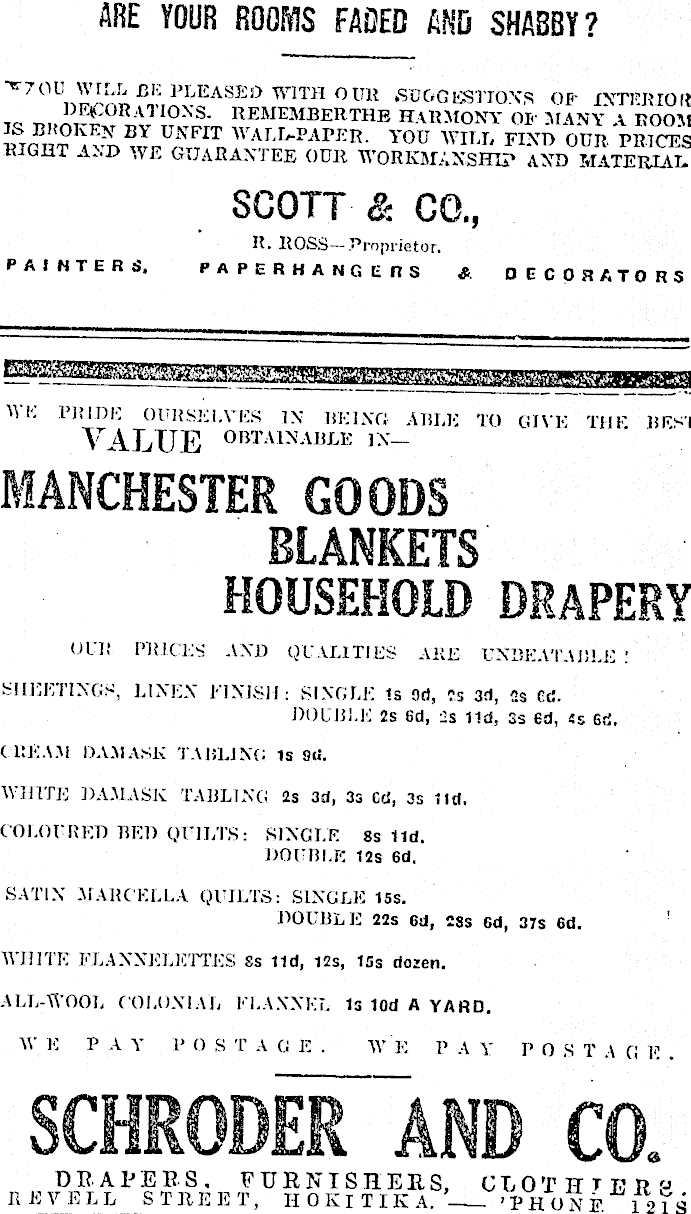 ARE YOUR ROOMS FADED AND SHABBY?
YOU WILL BE PLEASED WITH OUR SUGGESTIONS OF INTERIOR
DECORATIONS. REMEMBERTHE HARMONY OF MANY A ROOM
IS BROKEN BY UNFIT WALL-PAPER. YOU WILL FIND OUR PRICES
RIGHT AND WE GUARANTEE OUR WORKMANSHIP AND MATERIAL.
SCOTT & CO.,
R. ROSS—Proprietor.
PAINTERS, PAPERHANGERS & DECORATORS
WE PRIDE OURSELVES IN BEING ABLE TO GIVE THE BEST
VALUE OBTAINABLE IN—
MANCHESTER GOODS
BLANKETS
HOUSEHOLD DRAPERY
OUR PRICES AND QUALITIES ARE UNBEATABLE!
SHEETINGS, LINEN FINISH: SINGLE 1s 9d, 2s 3d, 2s 6d.
DOUBLE 2s 6d, 2s 11d, 3s 6d, 4s 6d.
CREAM DAMASK TABLING 1s 9d.
WHITE DAMASK TABLING 2s 3d, 3s 6d, 3s 11d.
COLOURED BED QUILTS: SINGLE 8s 11d.
DOUBLE 12s 6d.
SATIN MARCELLA QUILTS: SINGLE 15s.
DOUBLE 22s 6d, 28s 6d, 37s 6d.
WHITE FLANNELETTES 8s 11d, 12s, 15s dozen.
ALL-WOOL COLONIAL FLANNEL 1s 10d A YARD.
WE PAY POSTAGE. WE PAY POSTAGE.
SCHRODER AND CO.
DRAPERS, FURNISHERS, CLOTHIERS.
REVELL STREET, HOKITIKA. — 'PHONE 121S